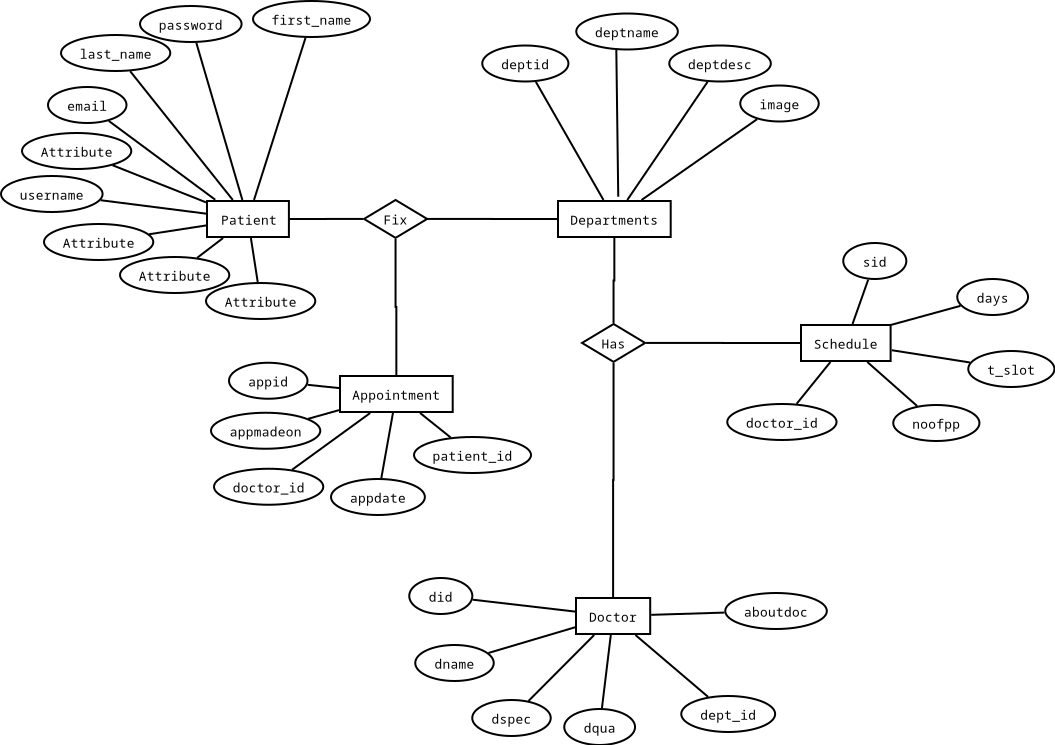 first_name
password
last_name
email
Attribute
username
Attribute
Attribute
Attribute
Patient
Fix
deptname
deptid
deptdesc
image
Departments
sid
days
Has
Schedule
t_slot
doctor_id
noofpp
appid
Appointment
appmadeon
doctor_id
appdate
patient_id
did
Doctor
aboutdoc
dname
dspec
dqua
dept_id